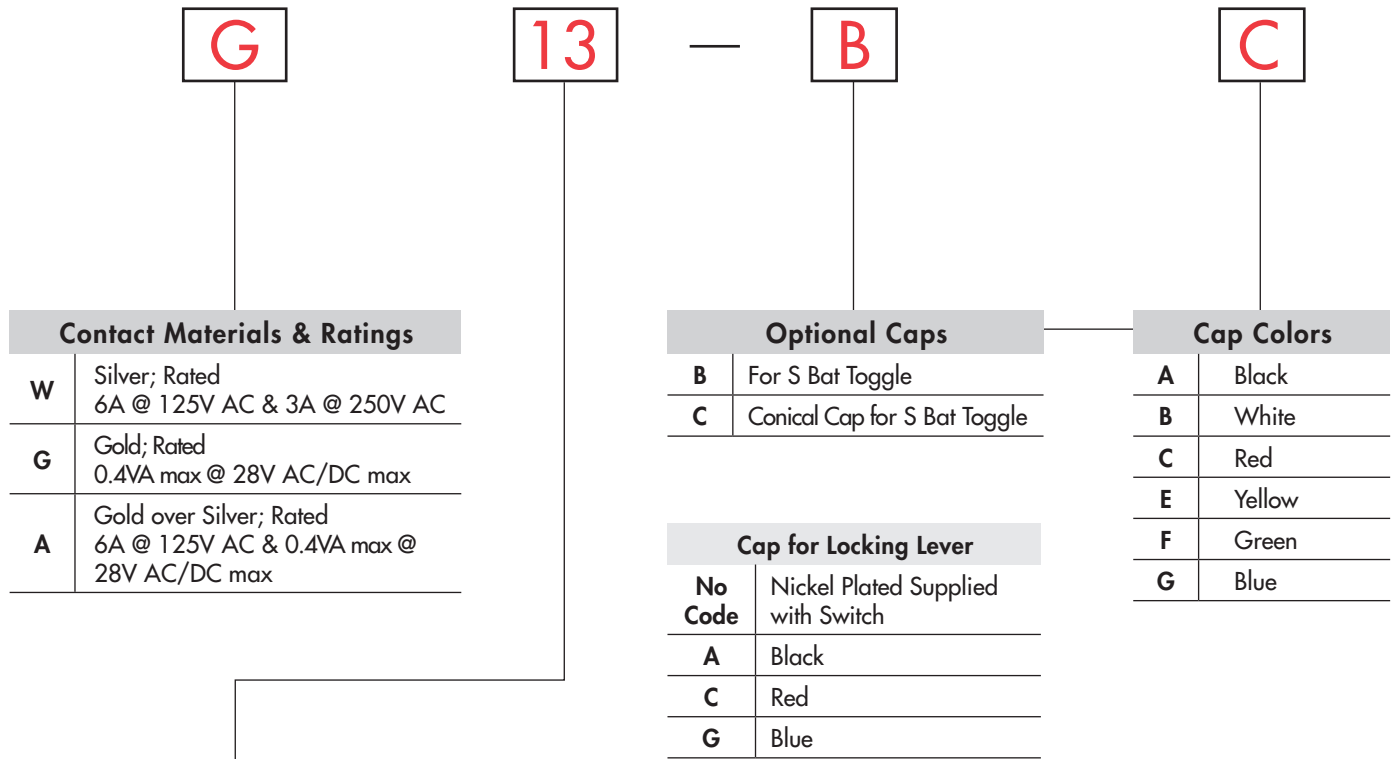 G 13 — B C
Contact Materials & Ratings
W Silver; Rated
6A @ 125V AC & 3A @ 250V AC
G Gold; Rated
0.4VA max @ 28V AC/DC max
A Gold over Silver; Rated
6A @ 125V AC & 0.4VA max @
28V AC/DC max
Optional Caps
B For S Bat Toggle
C Conical Cap for S Bat Toggle
Cap for Locking Lever
No Code Nickel Plated Supplied
with Switch
A Black
C Red
G Blue
Cap Colors
A Black
B White
C Red
E Yellow
F Green
G Blue